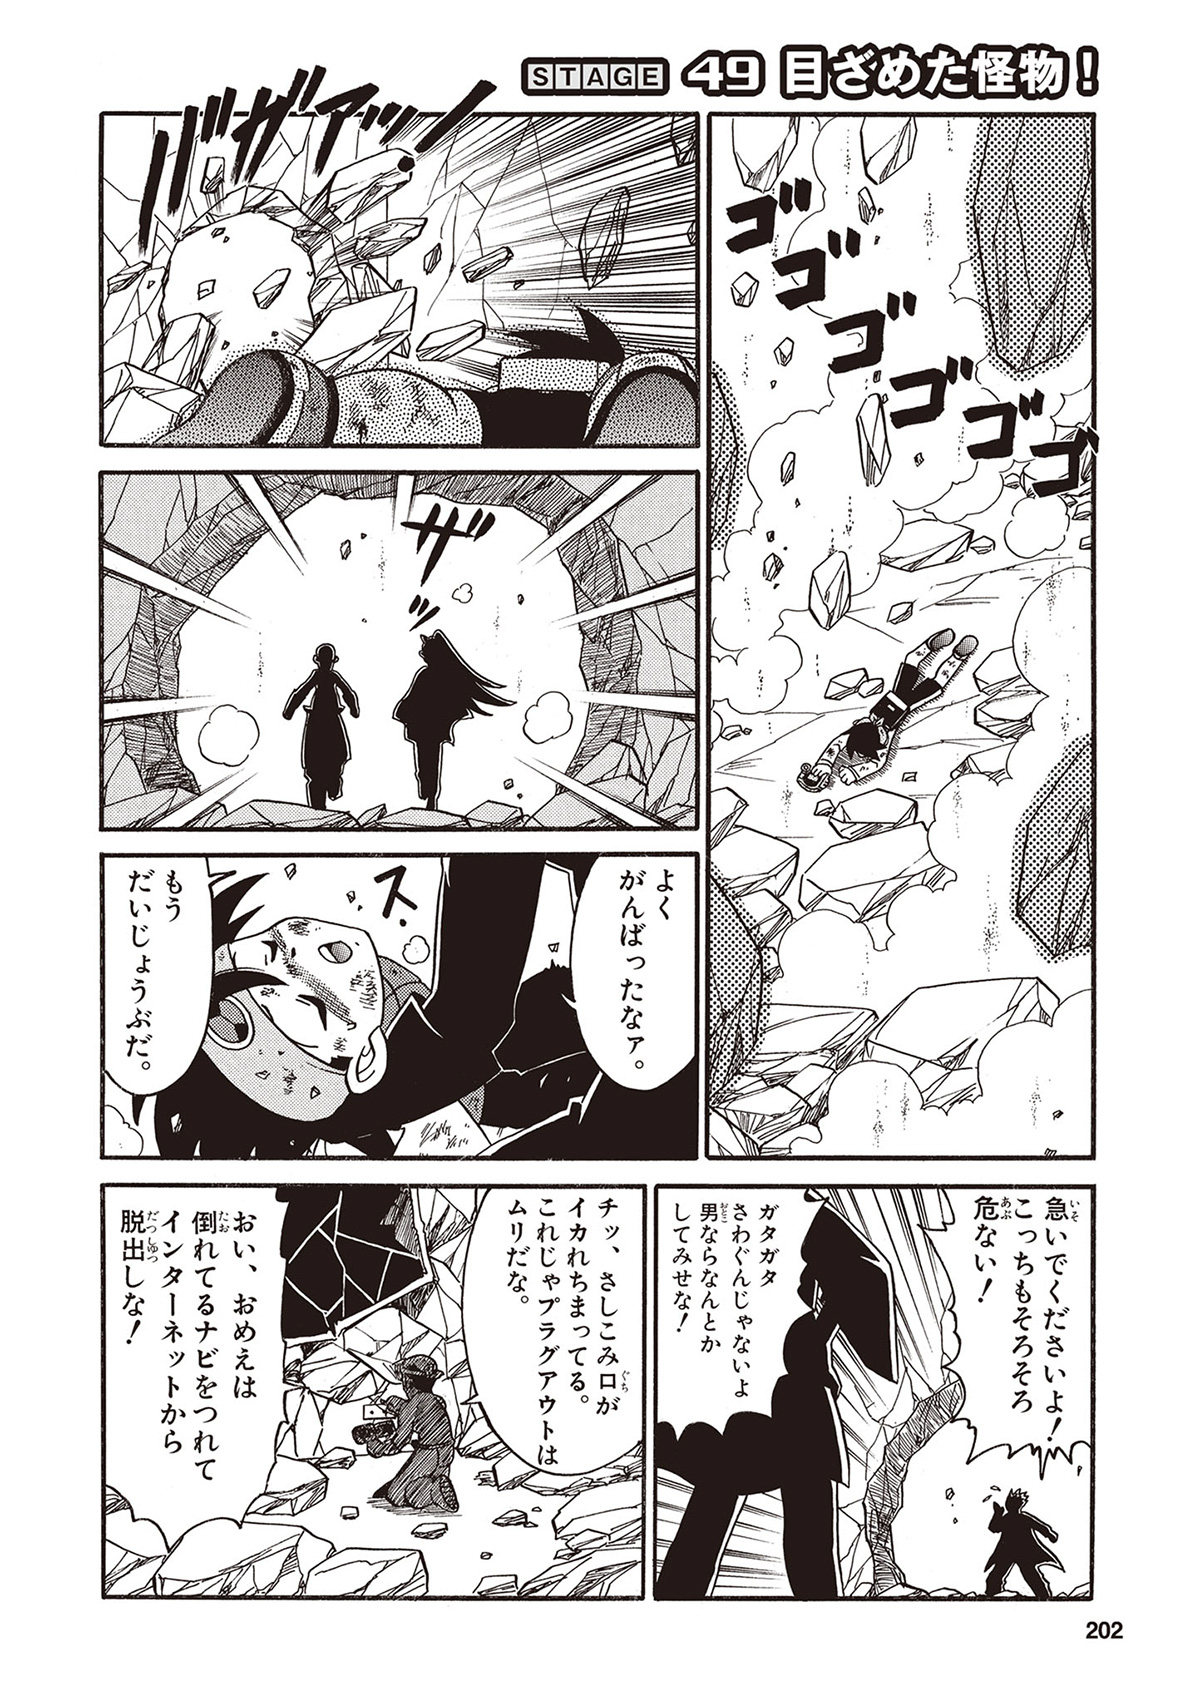 STAGE 49 目ざめた怪物！
ゴゴゴゴゴゴ
バガァッ
ザッ
よく
がんばったなァ。
ス…
もう
だいじょうぶだ。
急いでくださいよ！
こっちもそろそろ
危ない！
ガタガタ
さわぐんじゃないよ
男ならなんとか
してみせな！
チッ、さしこみ口が
イカれちまってる。
これじゃプラグアウトは
ムリだな。
おい、おめえは
倒れてるナビをつれて
インターネットから
脱出しな！
202